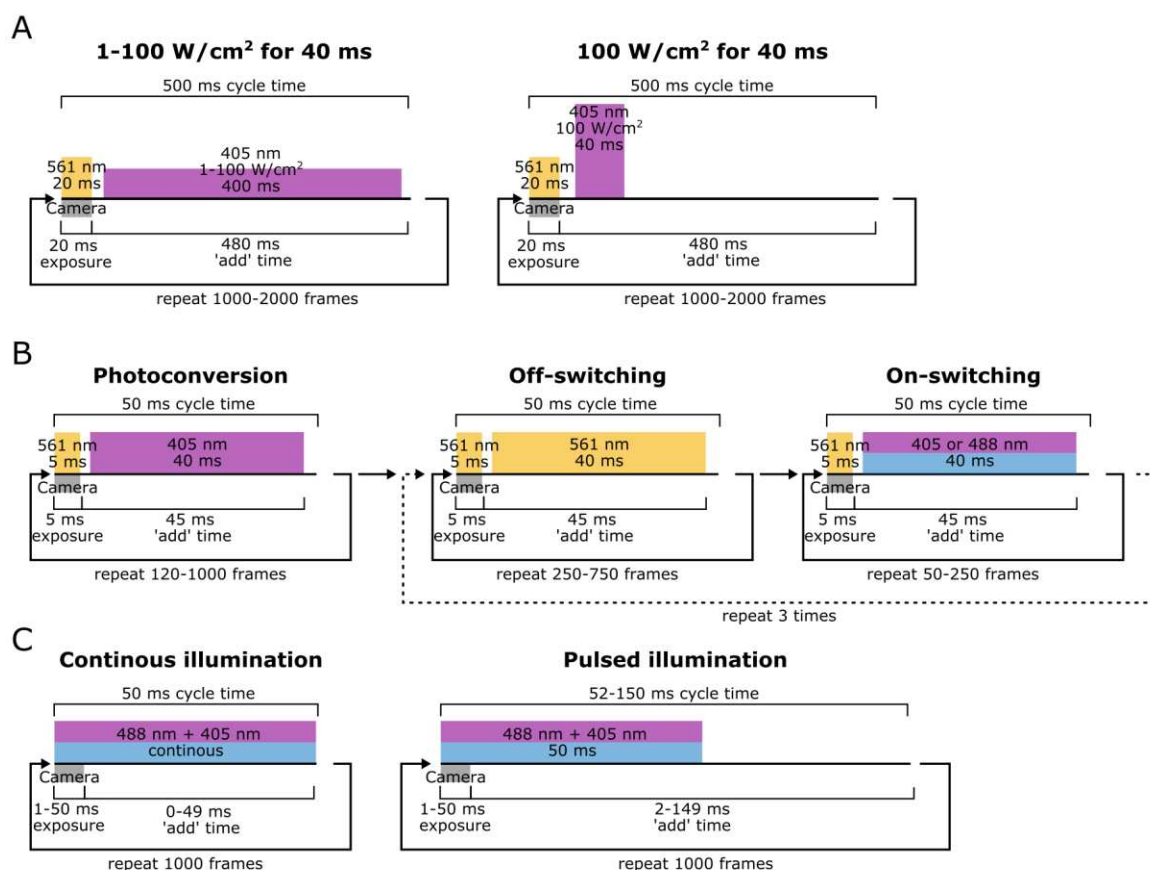 A
1-100 W/cm² for 40 ms
500 ms cycle time
561 nm
20 ms
405 nm
1-100 W/cm²
400 ms
Camera
20 ms
exposure
480 ms
'add' time
repeat 1000-2000 frames
100 W/cm² for 40 ms
500 ms cycle time
561 nm
20 ms
405 nm
100 W/cm²
40 ms
Camera
20 ms
exposure
480 ms
'add' time
repeat 1000-2000 frames
B
Photoconversion
50 ms cycle time
561 nm
5 ms
405 nm
40 ms
Camera
5 ms
exposure
45 ms
'add' time
repeat 120-1000 frames
Off-switching
50 ms cycle time
561 nm
5 ms
561 nm
40 ms
Camera
5 ms
exposure
45 ms
'add' time
repeat 250-750 frames
On-switching
50 ms cycle time
561 nm
5 ms
405 or 488 nm
40 ms
Camera
5 ms
exposure
45 ms
'add' time
repeat 50-250 frames
repeat 3 times
C
Continous illumination
50 ms cycle time
488 nm + 405 nm
continous
Camera
1-50 ms
exposure
0-49 ms
'add' time
repeat 1000 frames
Pulsed illumination
52-150 ms cycle time
488 nm + 405 nm
50 ms
Camera
1-50 ms
exposure
2-149 ms
'add' time
repeat 1000 frames